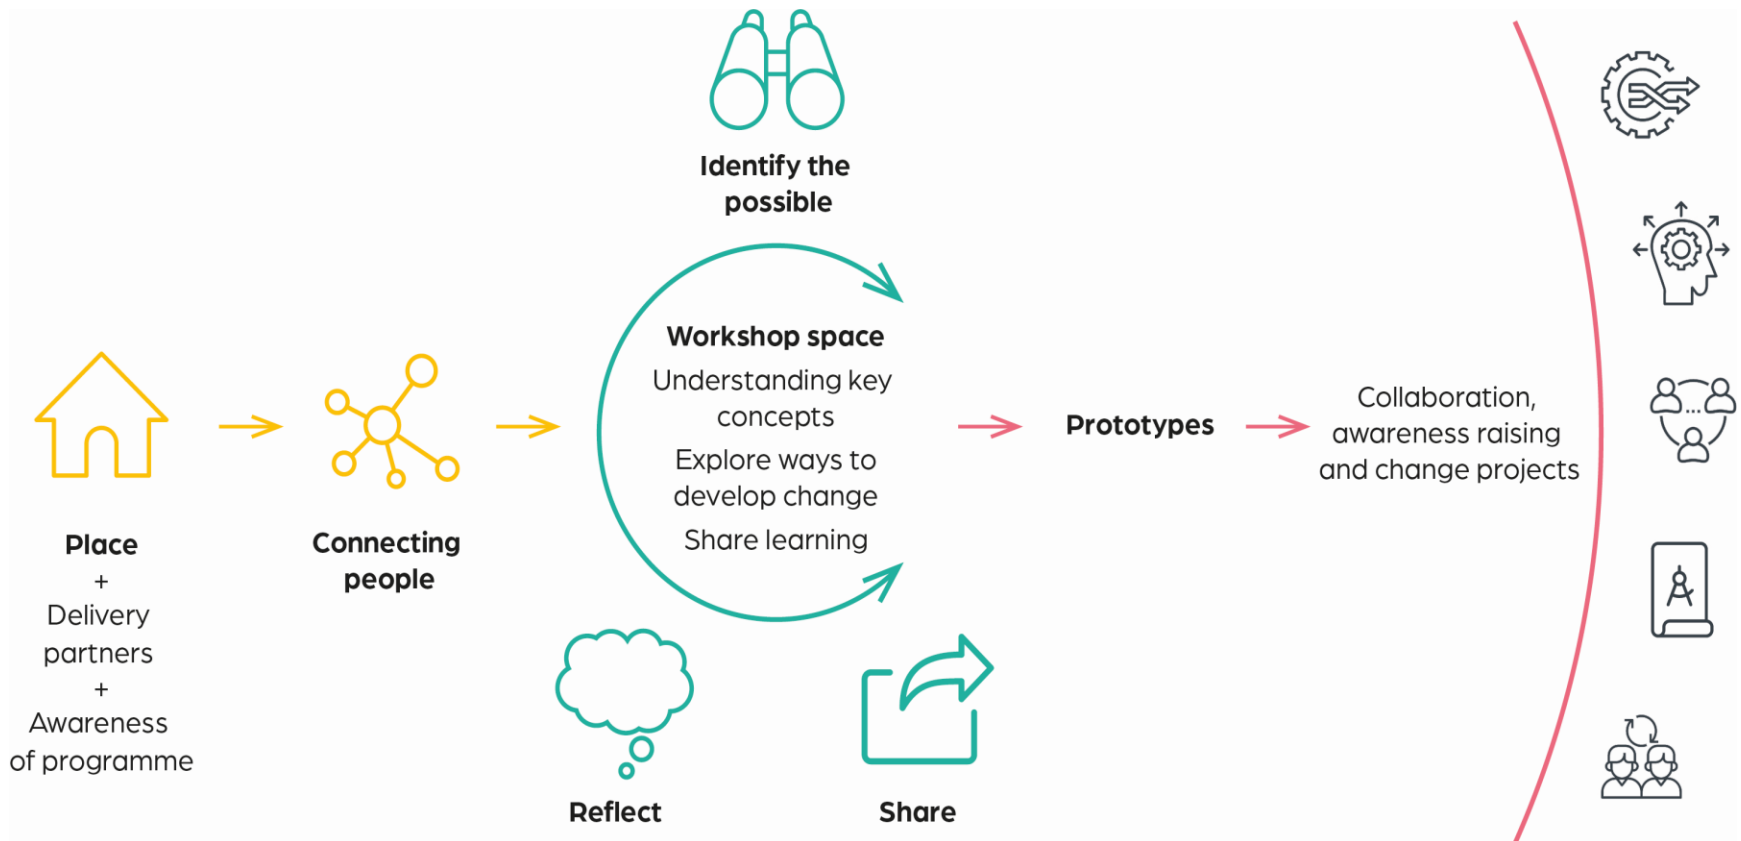 Place
+
Delivery
partners
+
Awareness
of programme
Connecting
people
Identify the
possible
Workshop space
Understanding key
concepts
Explore ways to
develop change
Share learning
Reflect
Share
Prototypes
Collaboration,
awareness raising
and change projects